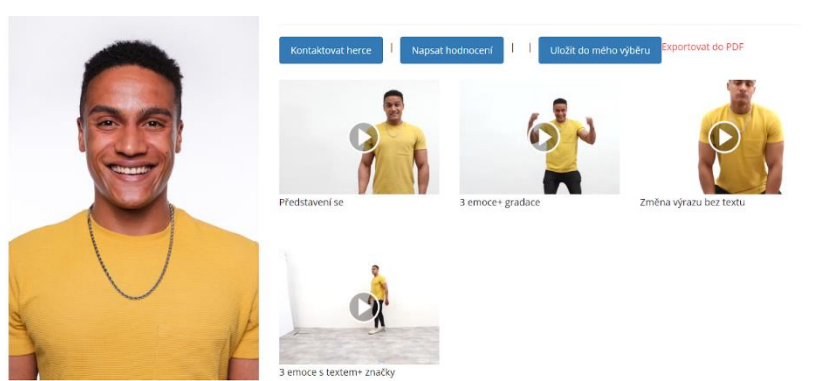 Kontaktovat herce | Napsat hodnocení | | Uložit do mého výběru Exportovat do PDF
Představení se 3 emoce+ gradace Změna výrazu bez textu
3 emoce s textem+ značky